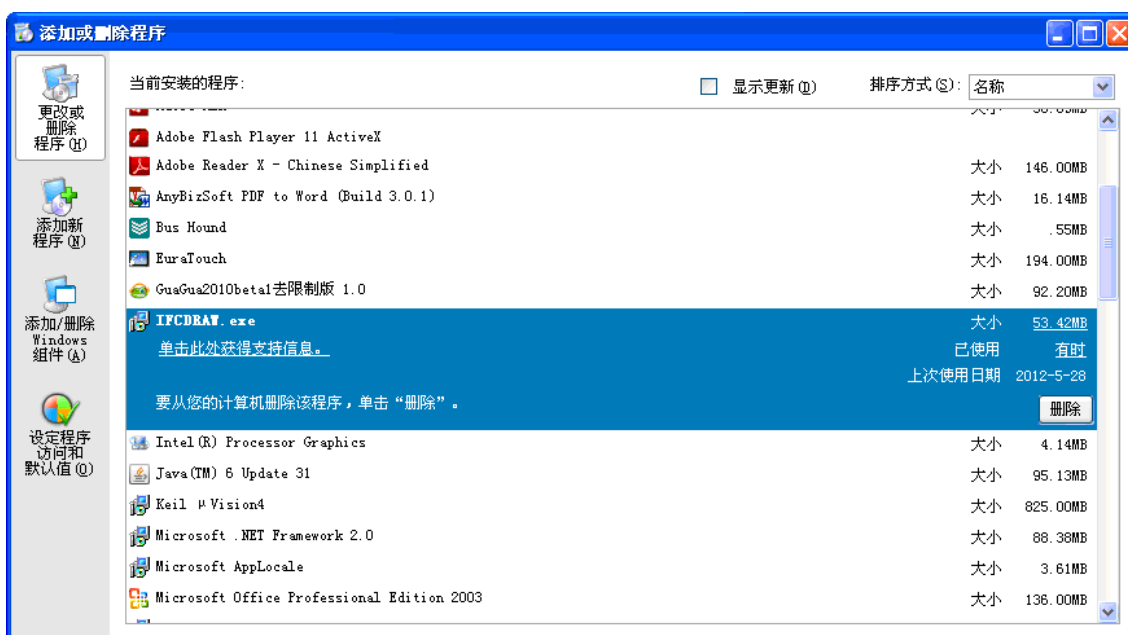 添加或删除程序
更改或
删除
程序(H)
添加新
程序(N)
添加/删除
Windows
组件(A)
设定程序
访问和
默认值(O)
当前安装的程序:
显示更新(D)
排序方式(S): 名称
Adobe Flash Player 11 ActiveX
Adobe Reader X - Chinese Simplified 大小 146.00MB
AnyBizSoft PDF to Word (Build 3.0.1) 大小 16.14MB
Bus Hound 大小 .55MB
EuraTouch 大小 194.00MB
GuaGua2010beta1去限制版 1.0 大小 92.20MB
IFCDRAW.exe 大小 53.42MB
单击此处获得支持信息。 已使用 有时
上次使用日期 2012-5-28
要从您的计算机删除该程序，单击“删除”。 删除
Intel(R) Processor Graphics 大小 4.14MB
Java(TM) 6 Update 31 大小 95.13MB
Keil μVision4 大小 825.00MB
Microsoft .NET Framework 2.0 大小 88.38MB
Microsoft AppLocale 大小 3.61MB
Microsoft Office Professional Edition 2003 大小 136.00MB